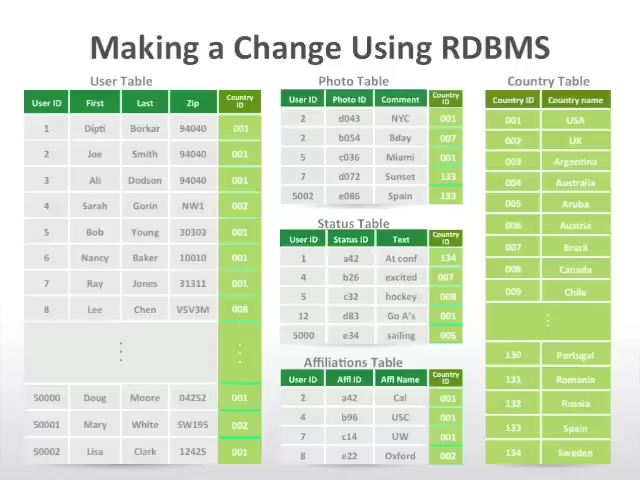 Making a Change Using RDBMS
User Table
User ID First Last Zip Country ID
1 Dipti Borkar 94040 001
2 Joe Smith 94040 001
3 Ali Dodson 94040 001
4 Sarah Gorin NW1 002
5 Bob Young 30303 001
6 Nancy Baker 10010 001
7 Ray Jones 31311 001
8 Lee Chen V5V3M 008
50000 Doug Moore 04252 001
50001 Mary White SW195 002
50002 Lisa Clark 12425 001
Photo Table
User ID Photo ID Comment Country ID
2 d043 NYC 001
2 b054 Bday 007
5 c036 Miami 001
7 d072 Sunset 133
5002 e086 Spain 133
Status Table
User ID Status ID Text Country ID
1 a42 At conf 134
4 b26 excited 007
5 c32 hockey 008
12 d83 Go A's 001
5000 e34 sailing 005
Affiliations Table
User ID Affl ID Affl Name Country ID
2 a42 Cal 001
4 b96 USC 001
7 c14 UW 001
8 e22 Oxford 002
Country Table
Country ID Country name
001 USA
002 UK
003 Argentina
004 Australia
005 Aruba
006 Austria
007 Brazil
008 Canada
009 Chile
130 Portugal
131 Romania
132 Russia
133 Spain
134 Sweden